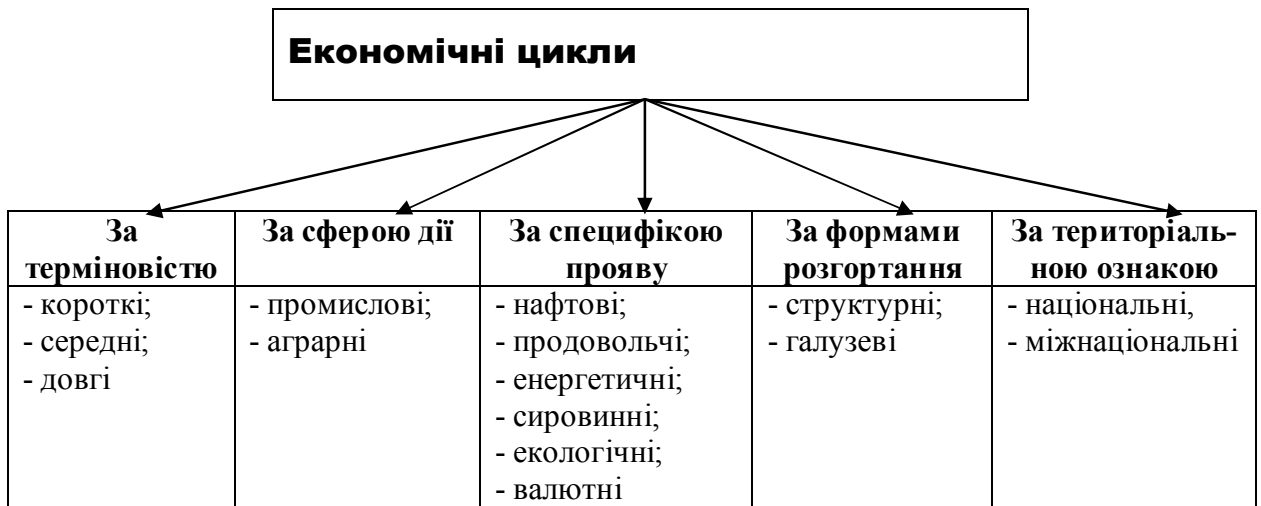 Економічні цикли
За
терміновістю
- короткі;
- середні;
- довгі
За сферою дії
- промислові;
- аграрні
За специфікою
прояву
- нафтові;
- продовольчі;
- енергетичні;
- сировинні;
- екологічні;
- валютні
За формами
розгортання
- структурні;
- галузеві
За територіаль-
ною ознакою
- національні,
- міжнаціональні